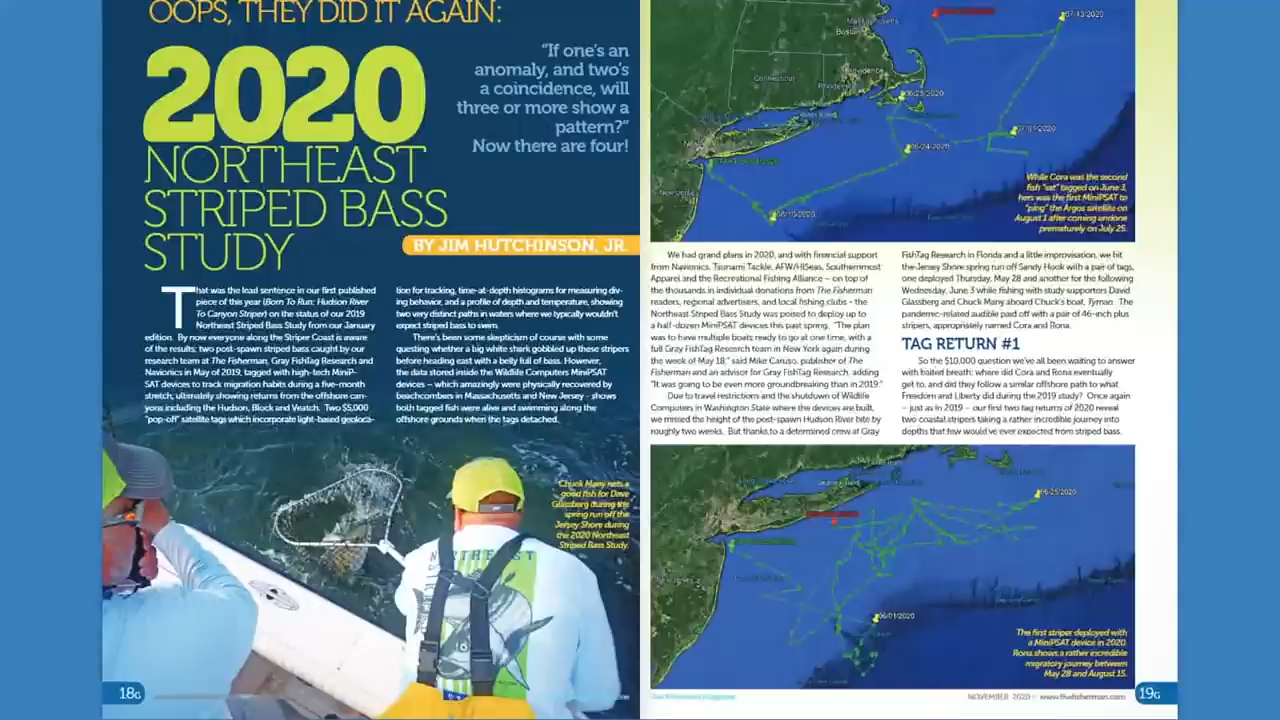 OOPS, THEY DID IT AGAIN:
2020
NORTHEAST
STRIPED BASS
STUDY
"If one's an
anomaly, and two's
a coincidence, will
three or more show a
pattern?"
Now there are four!
BY JIM HUTCHINSON, JR.
That was the lead sentence in our first published
piece of this year (Born To Run: Hudson River
To Canyon Striper) on the status of our 2019
Northeast Striped Bass Study from our January
edition. By now everyone along the Striper Coast is aware
of the results; two post-spawn striped bass caught by our
research team at The Fisherman, Gray FishTag Research and
Navionics in May of 2019, tagged with high-tech MiniP-
SAT devices to track migration habits during a five-month
stretch, ultimately showing returns from the offshore can-
yons including the Hudson, Block and Veatch. Two $5,000
"pop-off" satellite tags which incorporate light-based geoloca-
tion for tracking, time-at-depth histograms for measuring div-
ing behavior, and a profile of depth and temperature, showing
two very distinct paths in waters where we typically wouldn't
expect striped bass to swim.
There's been some skepticism of course with some
questing whether a big white shark gobbled up these stripers
before heading east with a belly full of bass. However,
the data stored inside the Wildlife Computers MiniPSAT
devices – which amazingly were physically recovered by
beachcombers in Massachusetts and New Jersey - shows
both tagged fish were alive and swimming along the
offshore grounds when the tags detached.
Chuck Many nets a
good fish for Dave
Glassberg during the
spring run off the
Jersey Shore during
the 2020 Northeast
Striped Bass Study.
NORTHEAST
18G
Massachusetts
Boston
07/13/2020
Connecticut
Providence
06/24/2020
06/10/2020
While Cora was the second
fish "sat" tagged on June 3,
hers was the first MiniPSAT to
"ping" the Argos satellite on
August 1 after coming undone
prematurely on July 25.
We had grand plans in 2020, and with financial support
from Navionics, Tsunami Tackle, AFW/HiSeas, Southernmost
Apparel and the Recreational Fishing Alliance – on top of
the thousands in individual donations from The Fisherman
readers, regional advertisers, and local fishing clubs - the
Northeast Striped Bass Study was poised to deploy up to
a half-dozen MiniPSAT devices this past spring. "The plan
was to have multiple boats ready to go at one time, with a
full Gray FishTag Research team in New York again during
the week of May 18," said Mike Caruso, publisher of The
Fisherman and an advisor for Gray FishTag Research, adding
"It was going to be even more groundbreaking than in 2019."
Due to travel restrictions and the shutdown of Wildlife
Computers in Washington State where the devices are built,
we missed the height of the post-spawn Hudson River bite by
roughly two weeks. But thanks to a determined crew at Gray
FishTag Research in Florida and a little improvisation, we hit
the Jersey Shore spring run off Sandy Hook with a pair of tags,
one deployed Thursday, May 28 and another for the following
Wednesday, June 3 while fishing with study supporters David
Glassberg and Chuck Many aboard Chuck's boat, Tyman. The
pandemic-related audible paid off with a pair of 46-inch plus
stripers, appropriately named Cora and Rona.
TAG RETURN #1
So the $10,000 question we've all been waiting to answer
with baited breath: where did Cora and Rona eventually
get to, and did they follow a similar offshore path to what
Freedom and Liberty did during the 2019 study? Once again
– just as in 2019 – our first two tag returns of 2020 reveal
two coastal stripers taking a rather incredible journey into
depths that few would've ever expected from striped bass.
06/25/2020
06/01/2020
The first striper deployed with
a MiniPSAT device in 2020,
Rona shows a rather incredible
migratory journey between
May 28 and August 15.
NOVEMBER 2020 www.thefisherman.com
19G